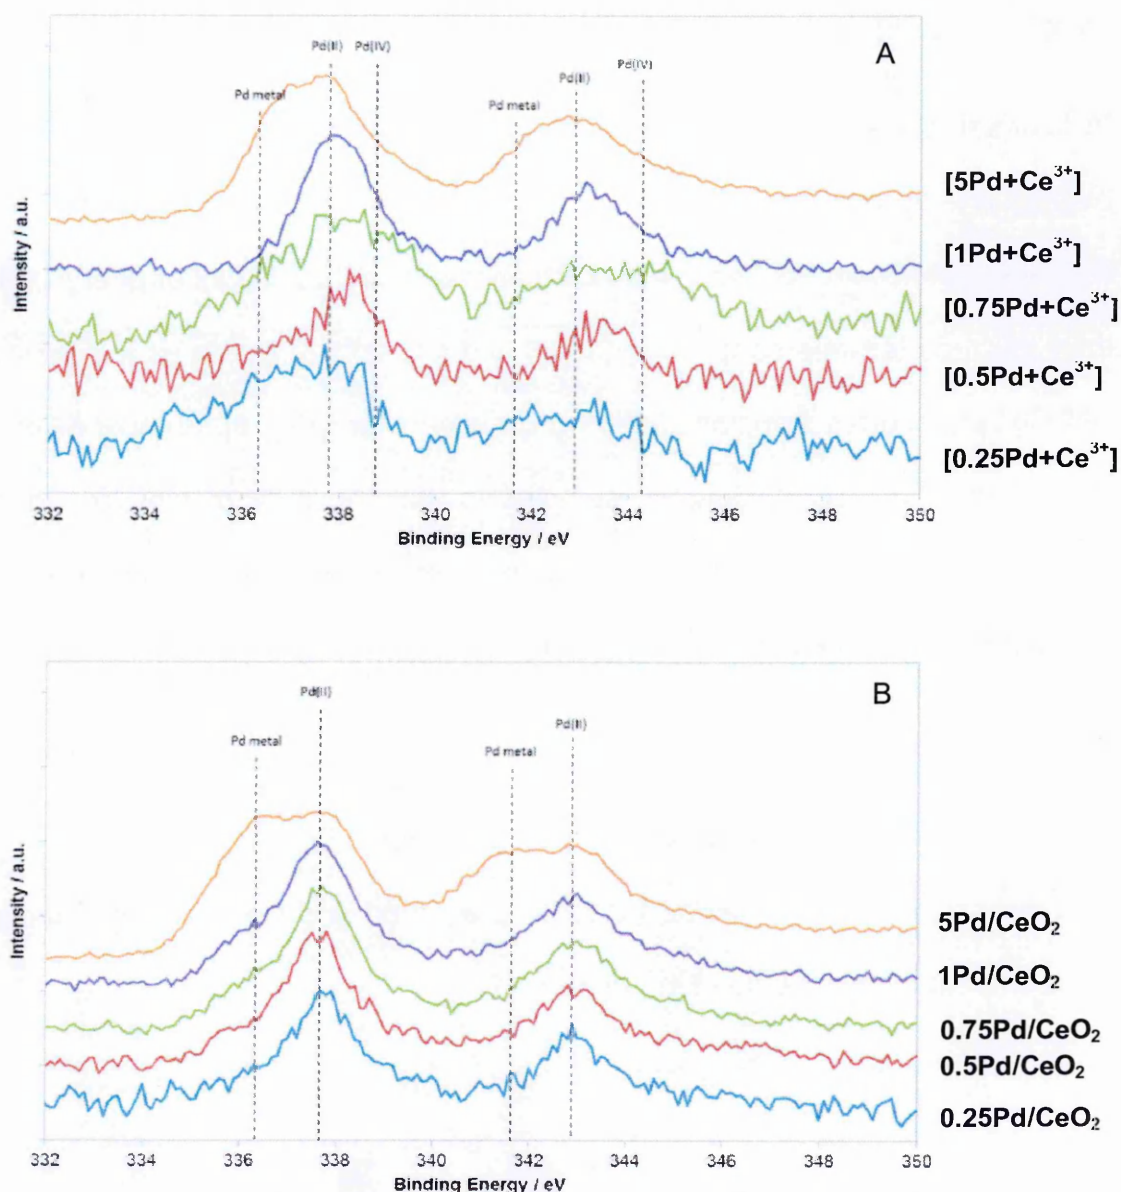 A
Pd(II) Pd(IV)
Pd metal
Pd(II) Pd(IV)
Pd metal
Intensity / a.u.
[5Pd+Ce³⁺]
[1Pd+Ce³⁺]
[0.75Pd+Ce³⁺]
[0.5Pd+Ce³⁺]
[0.25Pd+Ce³⁺]
332 334 336 338 340 342 344 346 348 350
Binding Energy / eV
B
Pd(II)
Pd metal
Pd(II)
Pd metal
Intensity / a.u.
5Pd/CeO₂
1Pd/CeO₂
0.75Pd/CeO₂
0.5Pd/CeO₂
0.25Pd/CeO₂
332 334 336 338 340 342 344 346 348 350
Binding Energy / eV